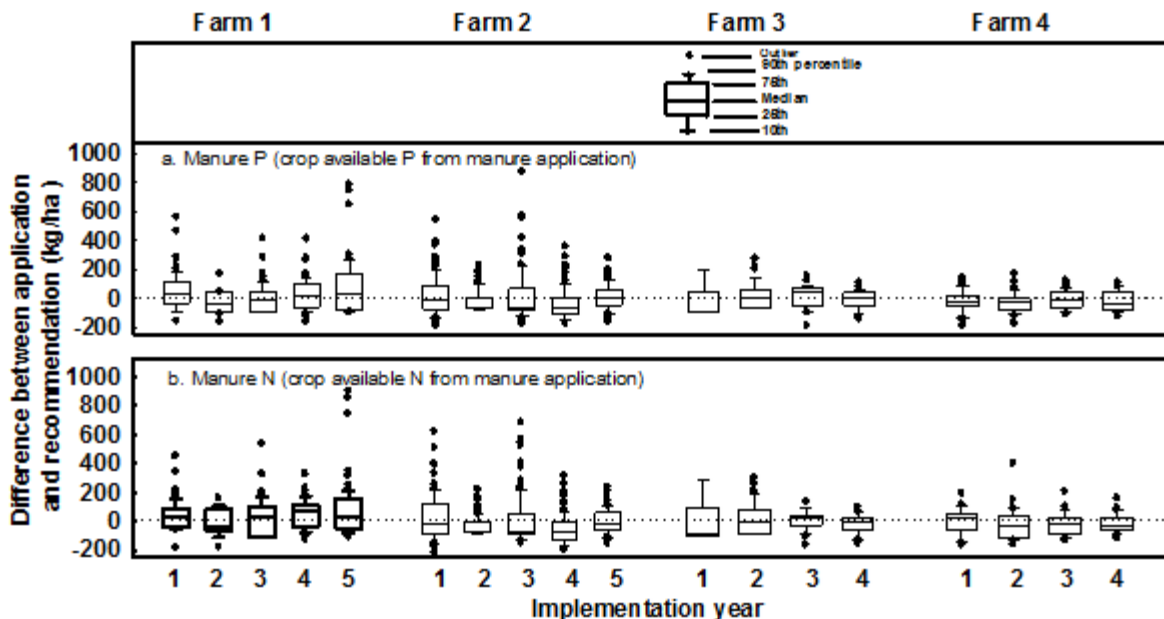 Farm 1 Farm 2 Farm 3 Farm 4
Outlier
90th percentile
75th
Median
25th
10th
Difference between application
and recommendation (kg/ha)
a. Manure P (crop available P from manure application)
1000
800
600
400
200
0
-200
b. Manure N (crop available N from manure application)
1000
800
600
400
200
0
-200
1 2 3 4 5 1 2 3 4 5 1 2 3 4 1 2 3 4
Implementation year